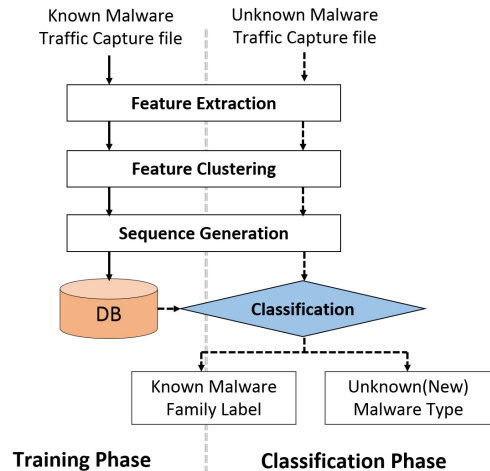 Known Malware
Traffic Capture file
Unknown Malware
Traffic Capture file
Feature Extraction
Feature Clustering
Sequence Generation
DB
Classification
Known Malware
Family Label
Unknown(New)
Malware Type
Training Phase
Classification Phase